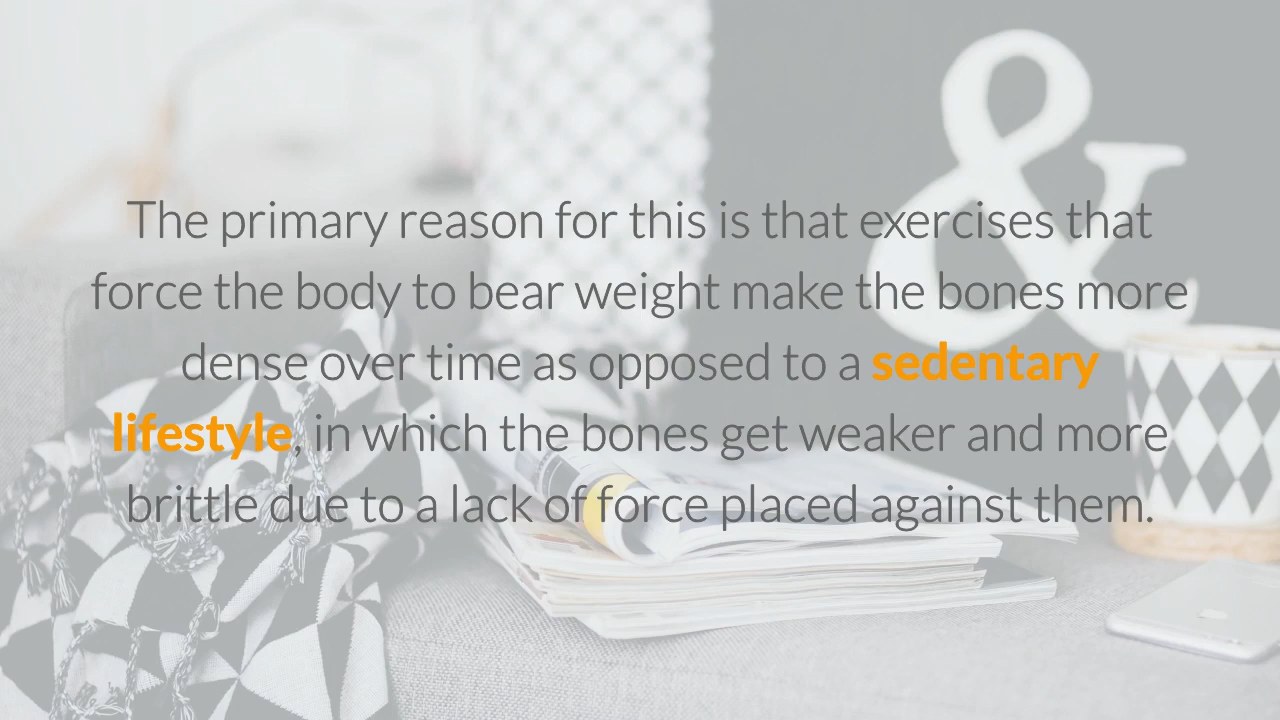 The primary reason for this is that exercises that
force the body to bear weight make the bones more
dense over time as opposed to a sedentary
lifestyle, in which the bones get weaker and more
brittle due to a lack of force placed against them.
&